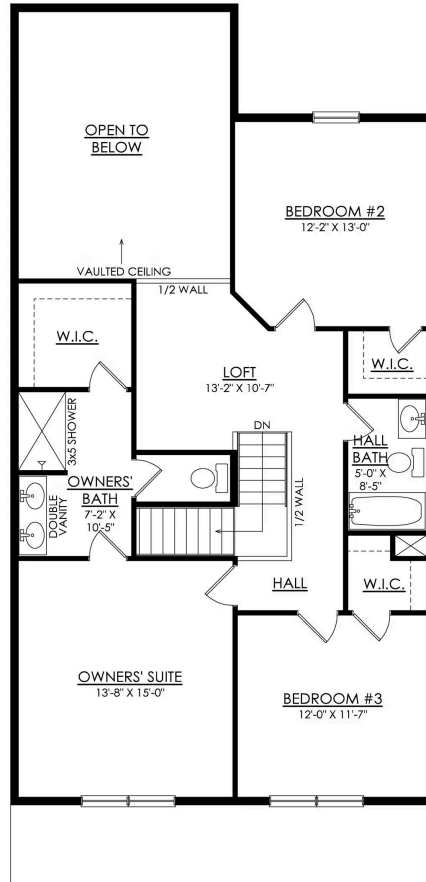 OPEN TO
BELOW
BEDROOM #2
12'-2" X 13'-0"
VAULTED CEILING
1/2 WALL
W.I.C.
LOFT
13'-2" X 10'-7"
W.I.C.
3x5 SHOWER
DN
HALL
BATH
5'-0" X
8'-5"
OWNERS'
BATH
7'-2" X
10'-5"
DOUBLE
VANITY
1/2 WALL
HALL
W.I.C.
OWNERS' SUITE
13'-8" X 15'-0"
BEDROOM #3
12'-0" X 11'-7"